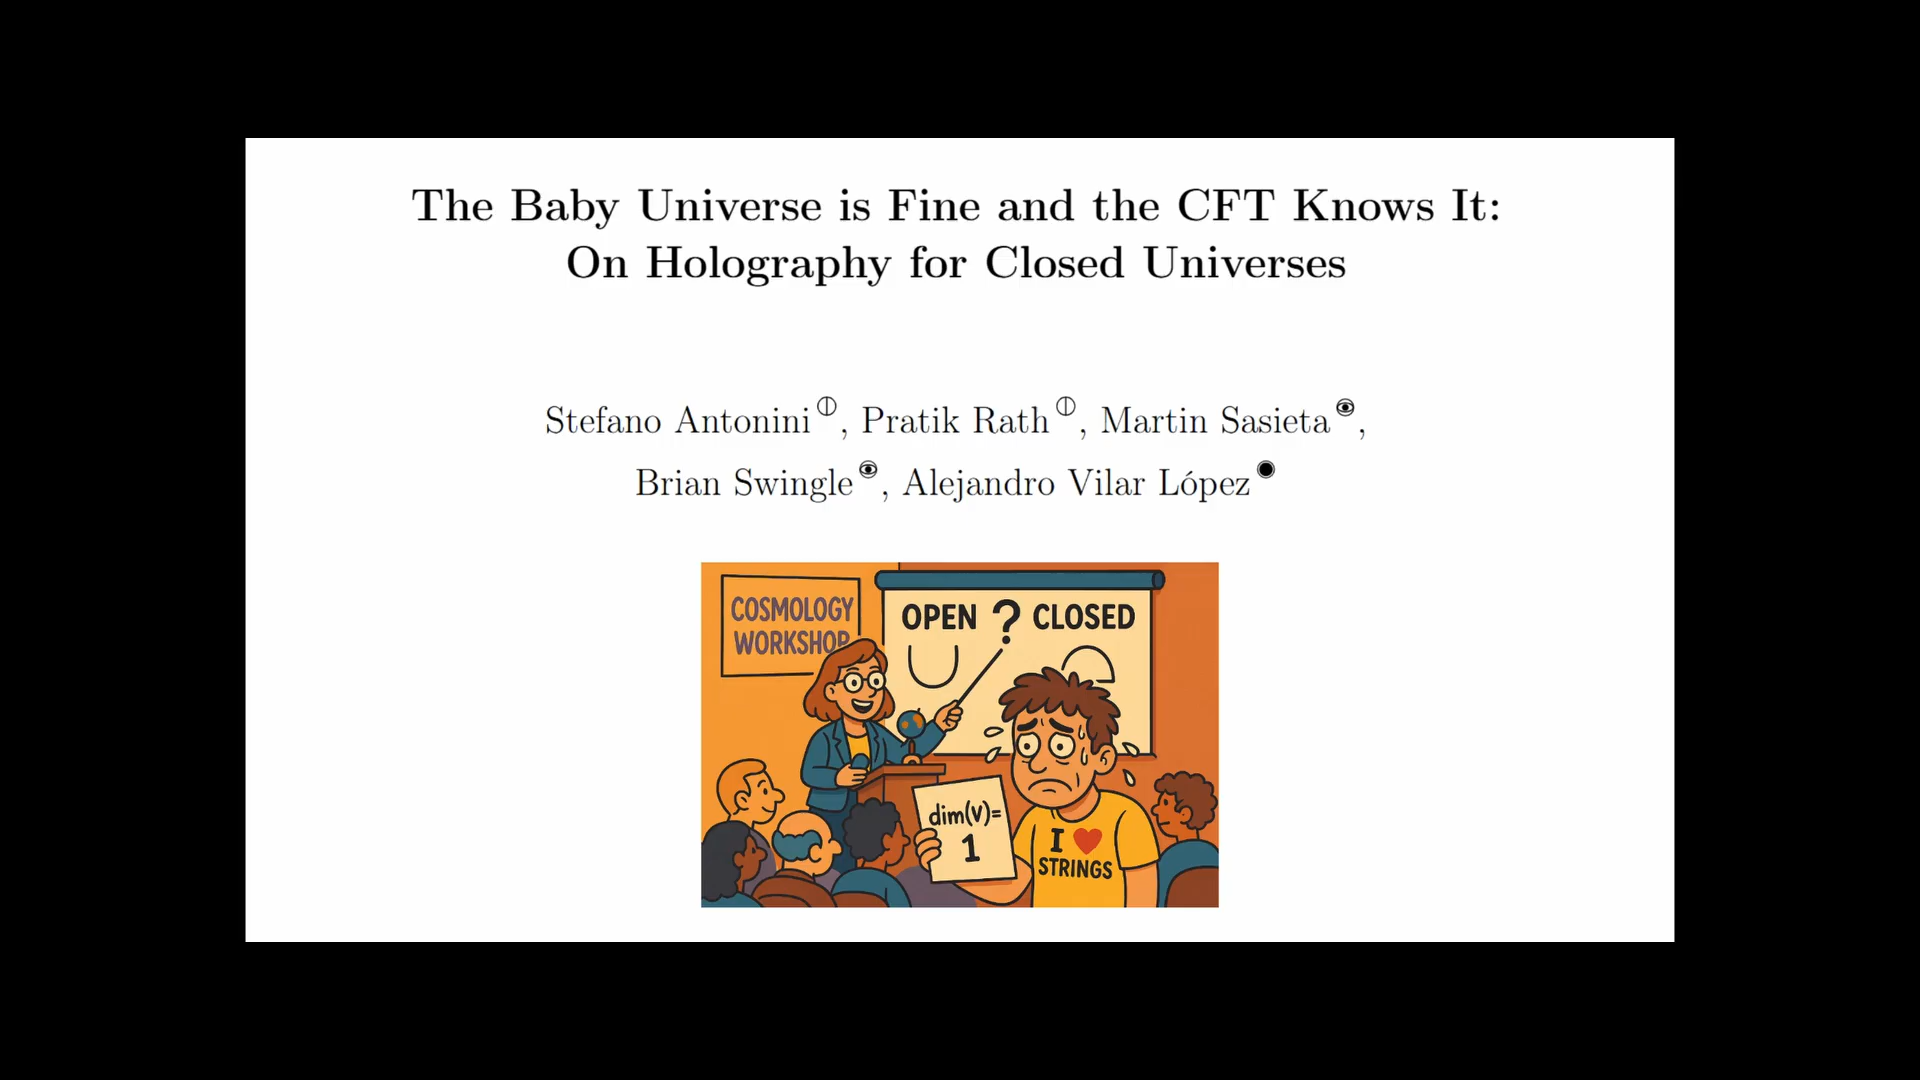 The Baby Universe is Fine and the CFT Knows It:
On Holography for Closed Universes
Stefano Antonini, Pratik Rath, Martin Sasieta,
Brian Swingle, Alejandro Vilar López
COSMOLOGY
WORKSHOP
OPEN ? CLOSED
dim(V)=
1
I ❤
STRINGS